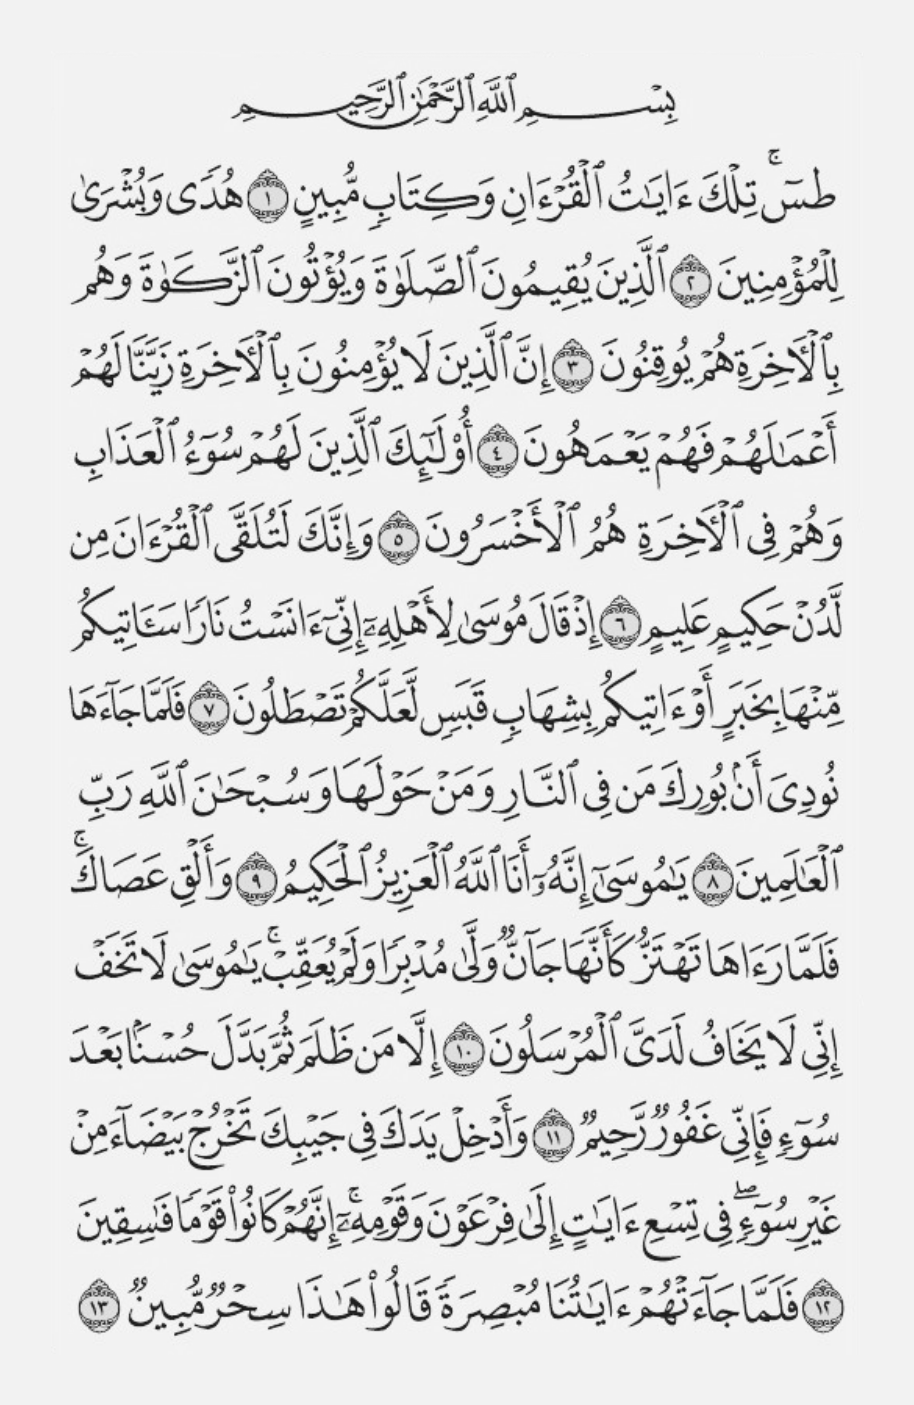 بِسْمِ ٱللَّهِ ٱلرَّحْمَٰنِ ٱلرَّحِيمِ
طسٓۚ تِلْكَ ءَايَٰتُ ٱلْقُرْءَانِ وَكِتَابٖ مُّبِينٍ ١ هُدٗى وَبُشْرَىٰ
لِلْمُؤْمِنِينَ ٢ ٱلَّذِينَ يُقِيمُونَ ٱلصَّلَوٰةَ وَيُؤْتُونَ ٱلزَّكَوٰةَ وَهُم
بِٱلْأٓخِرَةِ هُمْ يُوقِنُونَ ٣ إِنَّ ٱلَّذِينَ لَا يُؤْمِنُونَ بِٱلْأٓخِرَةِ زَيَّنَّا لَهُمْ
أَعْمَٰلَهُمْ فَهُمْ يَعْمَهُونَ ٤ أُوْلَٰٓئِكَ ٱلَّذِينَ لَهُمْ سُوٓءُ ٱلْعَذَابِ
وَهُمْ فِي ٱلْأٓخِرَةِ هُمُ ٱلْأَخْسَرُونَ ٥ وَإِنَّكَ لَتُلَقَّى ٱلْقُرْءَانَ مِن
لَّدُنْ حَكِيمٍ عَلِيمٍ ٦ إِذْ قَالَ مُوسَىٰ لِأَهْلِهِۦٓ إِنِّيٓ ءَانَسْتُ نَارٗا سَـَٔاتِيكُم
مِّنْهَا بِخَبَرٍ أَوْ ءَاتِيكُم بِشِهَابٖ قَبَسٖ لَّعَلَّكُمْ تَصْطَلُونَ ٧ فَلَمَّا جَآءَهَا
نُودِيَ أَنۢ بُورِكَ مَن فِي ٱلنَّارِ وَمَنْ حَوْلَهَا وَسُبْحَٰنَ ٱللَّهِ رَبِّ
ٱلْعَٰلَمِينَ ٨ يَٰمُوسَىٰٓ إِنَّهُۥٓ أَنَا ٱللَّهُ ٱلْعَزِيزُ ٱلْحَكِيمُ ٩ وَأَلْقِ عَصَاكَۚ
فَلَمَّا رَءَاهَا تَهْتَزُّ كَأَنَّهَا جَآنّٞ وَلَّىٰ مُدْبِرٗا وَلَمْ يُعَقِّبْۚ يَٰمُوسَىٰ لَا تَخَفْ
إِنِّي لَا يَخَافُ لَدَيَّ ٱلْمُرْسَلُونَ ١٠ إِلَّا مَن ظَلَمَ ثُمَّ بَدَّلَ حُسْنَۢا بَعْدَ
سُوٓءٖ فَإِنِّي غَفُورٞ رَّحِيمٞ ١١ وَأَدْخِلْ يَدَكَ فِي جَيْبِكَ تَخْرُجْ بَيْضَآءَ مِنْ
غَيْرِ سُوٓءٖۖ فِي تِسْعِ ءَايَٰتٍ إِلَىٰ فِرْعَوْنَ وَقَوْمِهِۦٓۚ إِنَّهُمْ كَانُواْ قَوْمٗا فَٰسِقِينَ
١٢ فَلَمَّا جَآءَتْهُمْ ءَايَٰتُنَا مُبْصِرَةٗ قَالُواْ هَٰذَا سِحْرٞ مُّبِينٞ ١٣